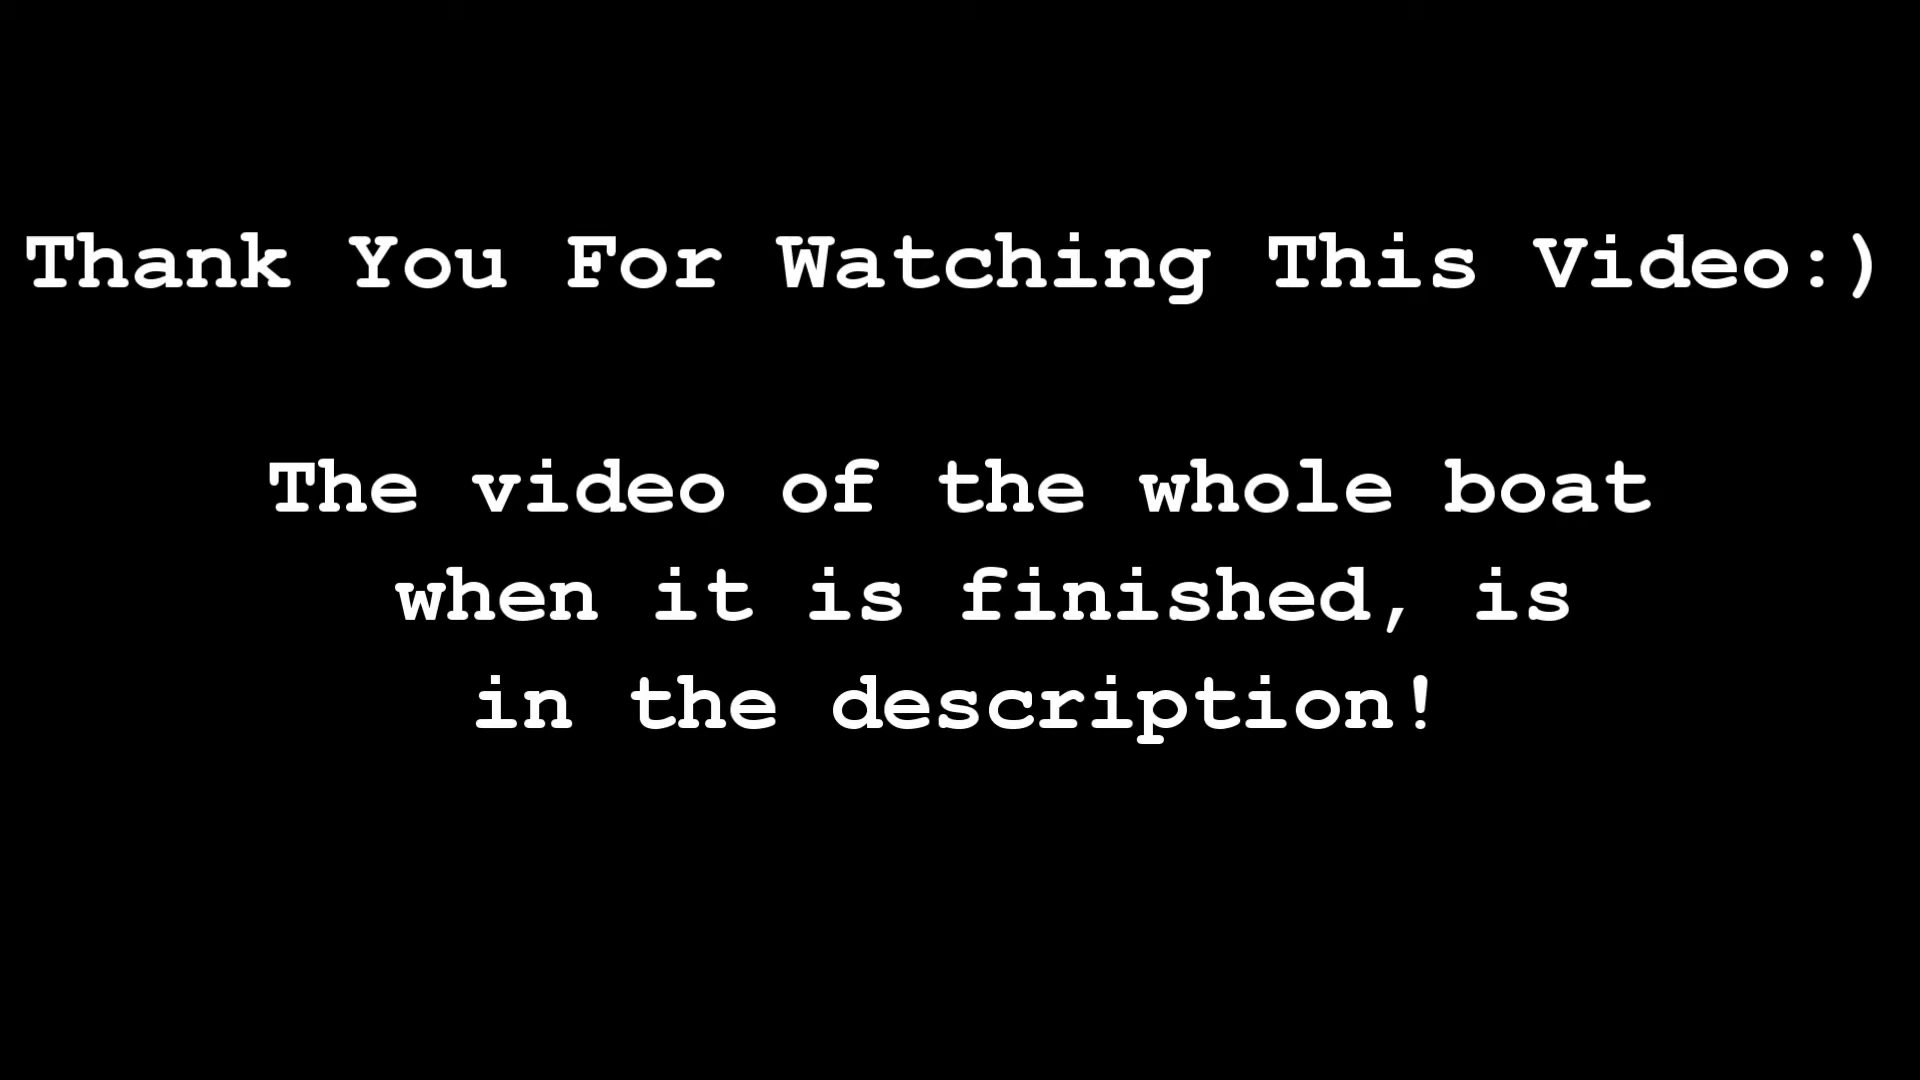 Thank You For Watching This Video:)
The video of the whole boat
when it is finished, is
in the description!